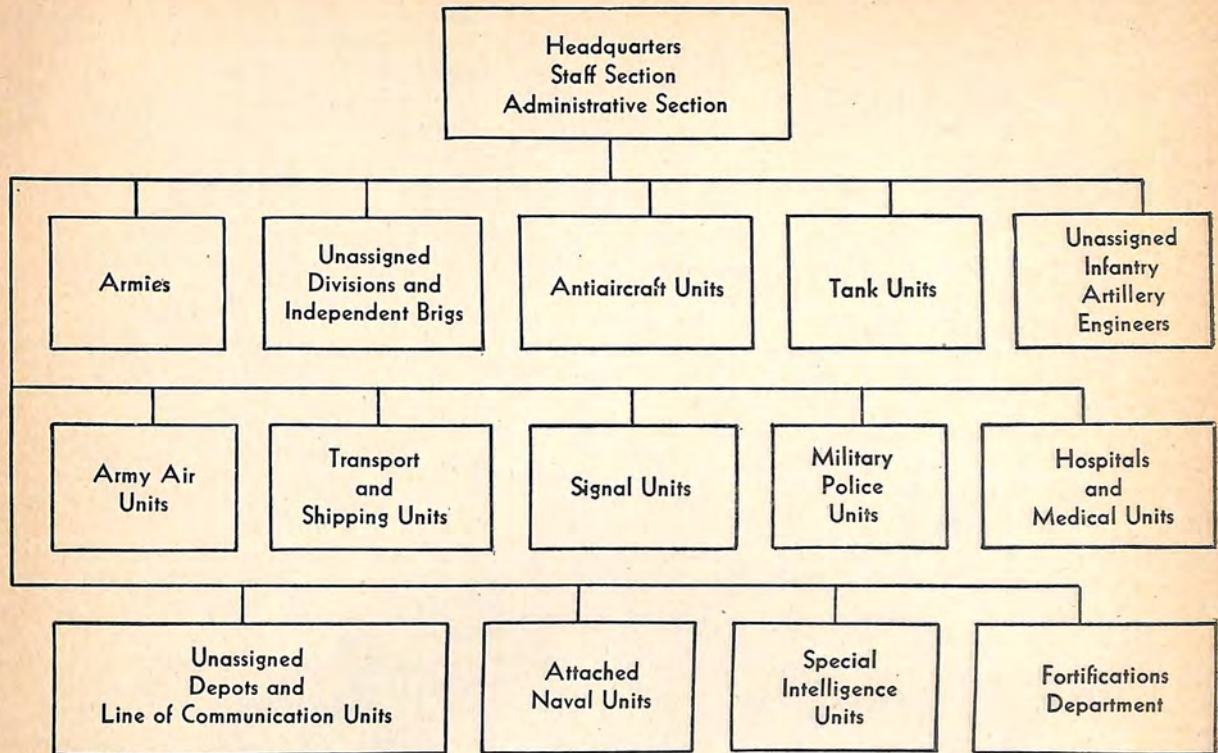 Headquarters
Staff Section
Administrative Section
Armies
Unassigned
Divisions and
Independent Brigs
Antiaircraft Units
Tank Units
Unassigned
Infantry
Artillery
Engineers
Army Air
Units
Transport
and
Shipping Units
Signal Units
Military
Police
Units
Hospitals
and
Medical Units
Unassigned
Depots and
Line of Communication Units
Attached
Naval Units
Special
Intelligence
Units
Fortifications
Department